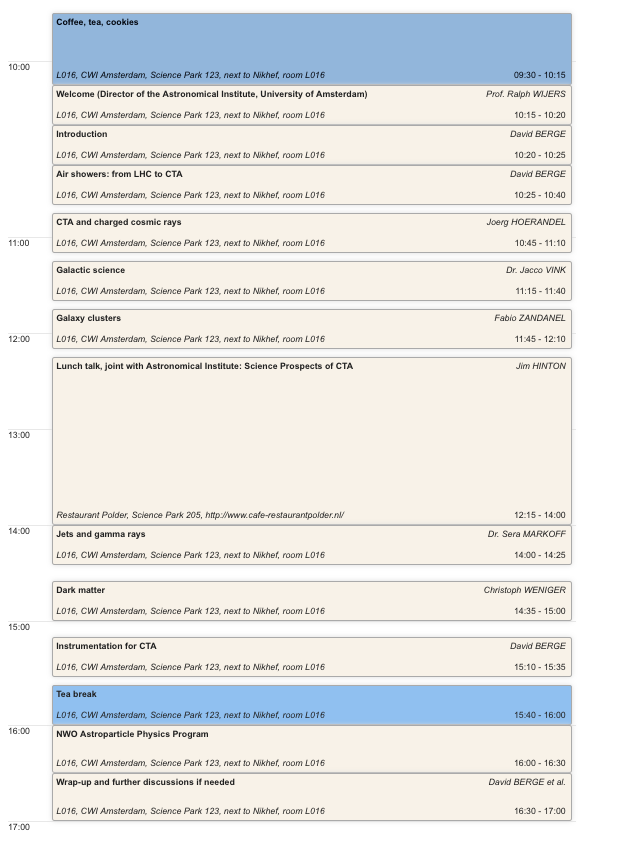 Coffee, tea, cookies
10:00
L016, CWI Amsterdam, Science Park 123, next to Nikhef, room L016 09:30 - 10:15
Welcome (Director of the Astronomical Institute, University of Amsterdam) Prof. Ralph WIJERS
L016, CWI Amsterdam, Science Park 123, next to Nikhef, room L016 10:15 - 10:20
Introduction David BERGE
L016, CWI Amsterdam, Science Park 123, next to Nikhef, room L016 10:20 - 10:25
Air showers: from LHC to CTA David BERGE
L016, CWI Amsterdam, Science Park 123, next to Nikhef, room L016 10:25 - 10:40
CTA and charged cosmic rays Joerg HOERANDEL
11:00 L016, CWI Amsterdam, Science Park 123, next to Nikhef, room L016 10:45 - 11:10
Galactic science Dr. Jacco VINK
L016, CWI Amsterdam, Science Park 123, next to Nikhef, room L016 11:15 - 11:40
Galaxy clusters Fabio ZANDANEL
12:00 L016, CWI Amsterdam, Science Park 123, next to Nikhef, room L016 11:45 - 12:10
Lunch talk, joint with Astronomical Institute: Science Prospects of CTA Jim HINTON
13:00
Restaurant Polder, Science Park 205, http://www.cafe-restaurantpolder.nl/ 12:15 - 14:00
14:00 Jets and gamma rays Dr. Sera MARKOFF
L016, CWI Amsterdam, Science Park 123, next to Nikhef, room L016 14:00 - 14:25
Dark matter Christoph WENIGER
L016, CWI Amsterdam, Science Park 123, next to Nikhef, room L016 14:35 - 15:00
15:00
Instrumentation for CTA David BERGE
L016, CWI Amsterdam, Science Park 123, next to Nikhef, room L016 15:10 - 15:35
Tea break
L016, CWI Amsterdam, Science Park 123, next to Nikhef, room L016 15:40 - 16:00
16:00 NWO Astroparticle Physics Program
L016, CWI Amsterdam, Science Park 123, next to Nikhef, room L016 16:00 - 16:30
Wrap-up and further discussions if needed David BERGE et al.
L016, CWI Amsterdam, Science Park 123, next to Nikhef, room L016 16:30 - 17:00
17:00